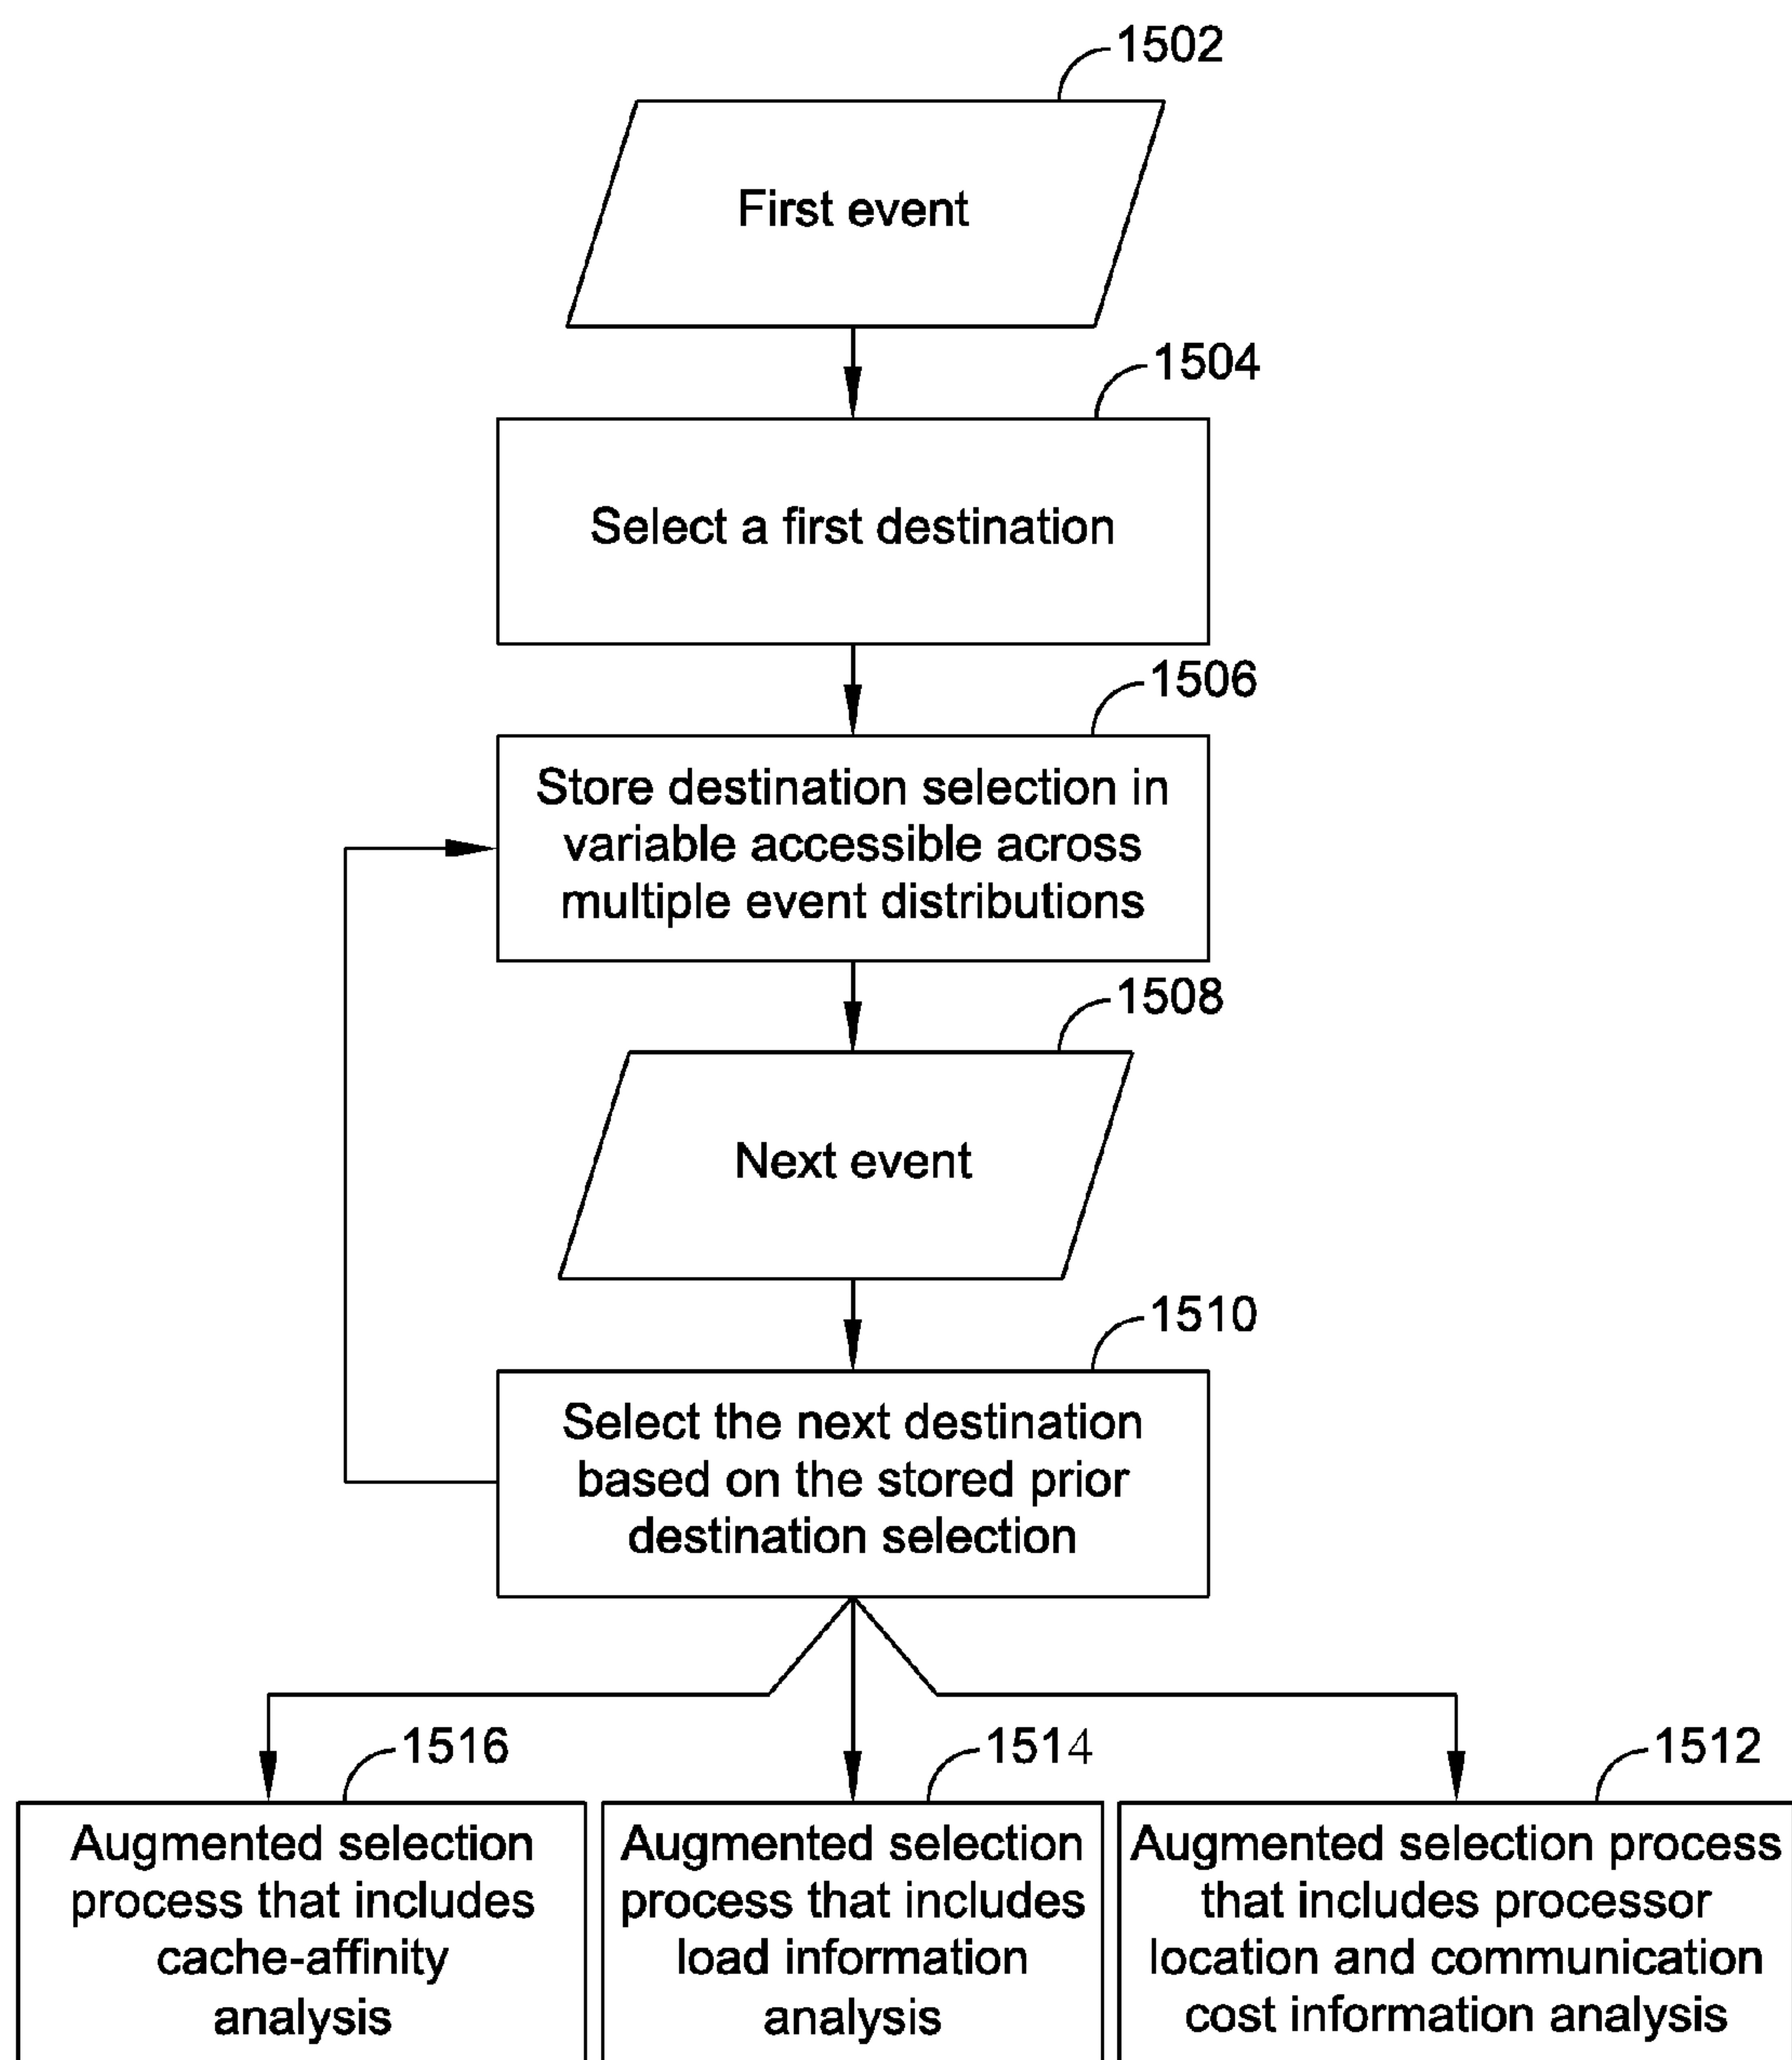 1502
First event
1504
Select a first destination
1506
Store destination selection in
variable accessible across
multiple event distributions
1508
Next event
1510
Select the next destination
based on the stored prior
destination selection
1516
Augmented selection
process that includes
cache-affinity
analysis
1514
Augmented selection
process that includes
load information
analysis
1512
Augmented selection process
that includes processor
location and communication
cost information analysis